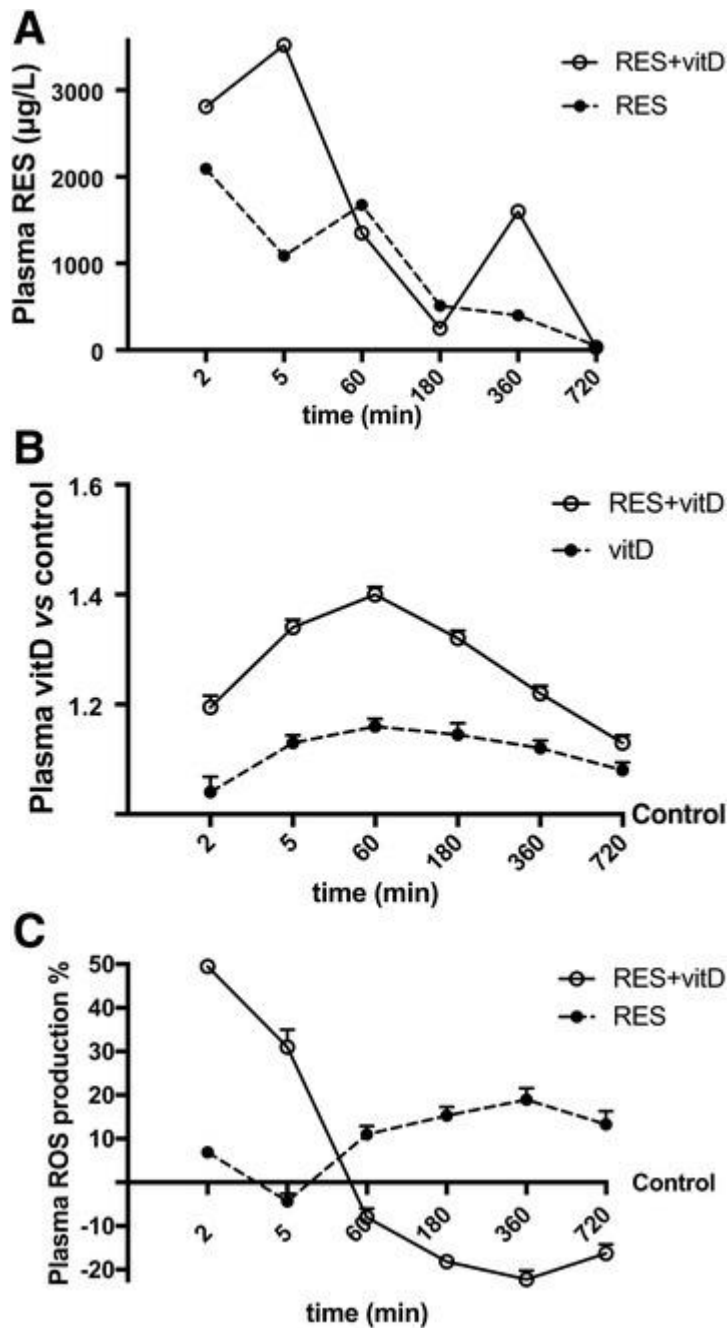 A
Plasma RES (µg/L)
3000
2000
1000
0
RES+vitD
RES
2
5
60
180
360
720
time (min)
B
Plasma vitD vs control
1.6
1.4
1.2
RES+vitD
vitD
Control
2
5
60
180
360
720
time (min)
C
Plasma ROS production %
50
40
30
20
10
-10
-20
RES+vitD
RES
Control
2
5
60
180
360
720
time (min)